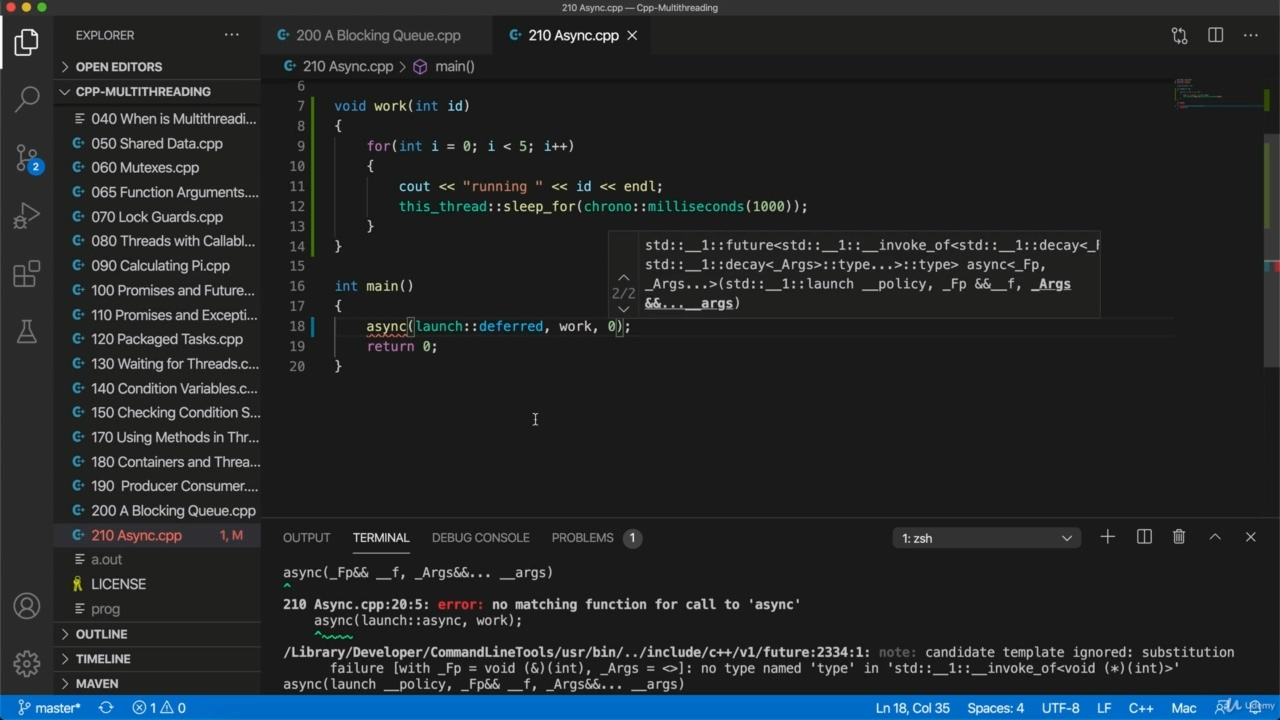 210 Async.cpp — Cpp-Multithreading
EXPLORER
200 A Blocking Queue.cpp
210 Async.cpp
OPEN EDITORS
210 Async.cpp > main()
CPP-MULTITHREADING
040 When is Multithreadi...
050 Shared Data.cpp
060 Mutexes.cpp
065 Function Arguments....
070 Lock Guards.cpp
080 Threads with Callabl...
090 Calculating Pi.cpp
100 Promises and Future...
110 Promises and Excepti...
120 Packaged Tasks.cpp
130 Waiting for Threads.c...
140 Condition Variables.c...
150 Checking Condition S...
170 Using Methods in Thr...
180 Containers and Threa...
190 Producer Consumer....
200 A Blocking Queue.cpp
210 Async.cpp 1, M
a.out
LICENSE
prog
OUTLINE
TIMELINE
MAVEN
2
6
7 void work(int id)
8 {
9 for(int i = 0; i < 5; i++)
10 {
11 cout << "running " << id << endl;
12 this_thread::sleep_for(chrono::milliseconds(1000));
13 }
14 }
15
16 int main()
17 {
18 async(launch::deferred, work, 0);
19 return 0;
20 }
std::__1::future<std::__1::__invoke_of<std::__1::decay<_F
std::__1::decay<_Args>::type...>::type> async<_Fp,
2/2 _Args...>(std::__1::launch __policy, _Fp &&__f, _Args
&&...__args)
OUTPUT TERMINAL DEBUG CONSOLE PROBLEMS 1
1: zsh
async(_Fp&& __f, _Args&&... __args)
^
210 Async.cpp:20:5: error: no matching function for call to 'async'
async(launch::async, work);
^~~~~
/Library/Developer/CommandLineTools/usr/bin/../include/c++/v1/future:2334:1: note: candidate template ignored: substitution
failure [with _Fp = void (&)(int), _Args = <>]: no type named 'type' in 'std::__1::__invoke_of<void (*)(int)>'
async(launch __policy, _Fp&& __f, _Args&&... __args)
master* 1 0 Ln 18, Col 35 Spaces: 4 UTF-8 LF C++ Mac
Udemy